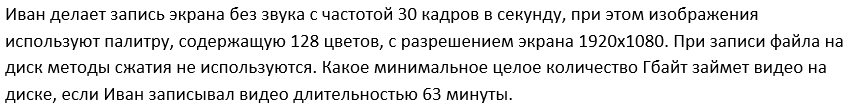 Иван делает запись экрана без звука с частотой 30 кадров в секунду, при этом изображения
используют палитру, содержащую 128 цветов, с разрешением экрана 1920х1080. При записи файла на
диск методы сжатия не используются. Какое минимальное целое количество Гбайт займет видео на
диске, если Иван записывал видео длительностью 63 минуты.